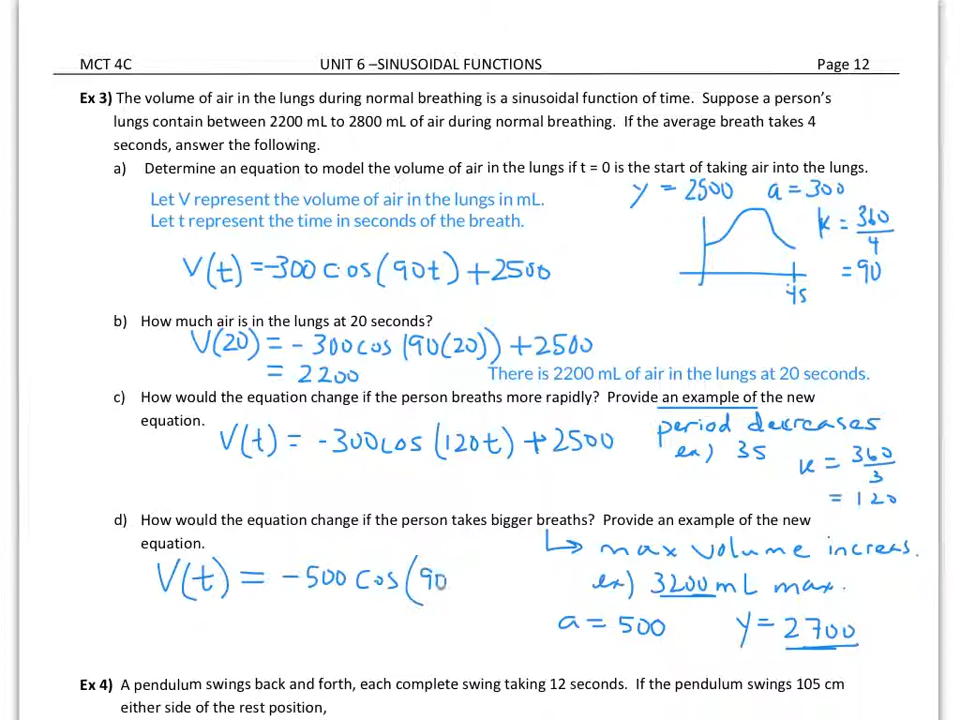 MCT 4C UNIT 6 –SINUSOIDAL FUNCTIONS Page 12
Ex 3) The volume of air in the lungs during normal breathing is a sinusoidal function of time. Suppose a person's
lungs contain between 2200 mL to 2800 mL of air during normal breathing. If the average breath takes 4
seconds, answer the following.
a) Determine an equation to model the volume of air in the lungs if t = 0 is the start of taking air into the lungs.
Let V represent the volume of air in the lungs in mL.
Let t represent the time in seconds of the breath.
y = 2500 a = 300
k = 360/4
= 90
4s
V(t) = -300 cos(90t) + 2500
b) How much air is in the lungs at 20 seconds?
V(20) = - 300 cos (90(20)) + 2500
= 2200
There is 2200 mL of air in the lungs at 20 seconds.
c) How would the equation change if the person breaths more rapidly? Provide an example of the new
equation.
V(t) = -300cos (120t) + 2500
period decreases
ex) 3s
k = 360/3
= 120
d) How would the equation change if the person takes bigger breaths? Provide an example of the new
equation.
↳ max volume increas.
V(t) = -500 cos(90
ex) 3200 mL max.
a = 500 y = 2700
Ex 4) A pendulum swings back and forth, each complete swing taking 12 seconds. If the pendulum swings 105 cm
either side of the rest position,